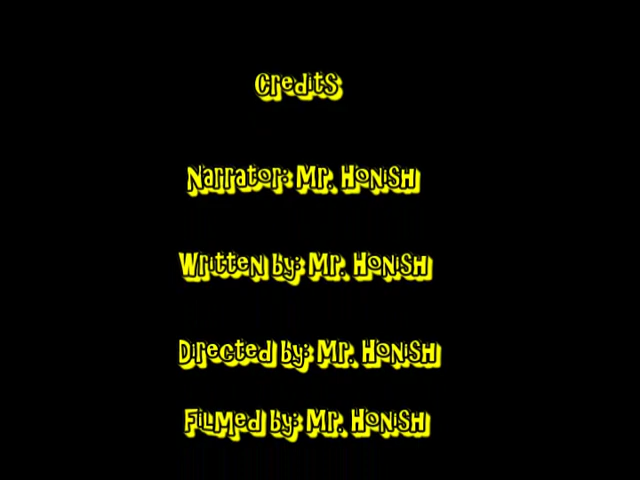 Credits
Narrator: Mr. Honish
Written by: Mr. Honish
Directed by: Mr. Honish
Filmed by: Mr. Honish